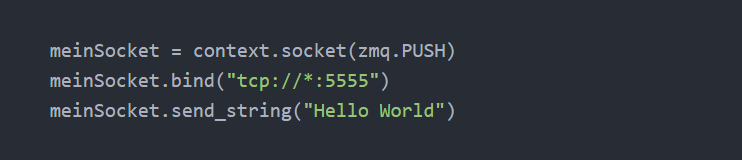 meinSocket = context.socket(zmq.PUSH)
meinSocket.bind("tcp://*:5555")
meinSocket.send_string("Hello World")